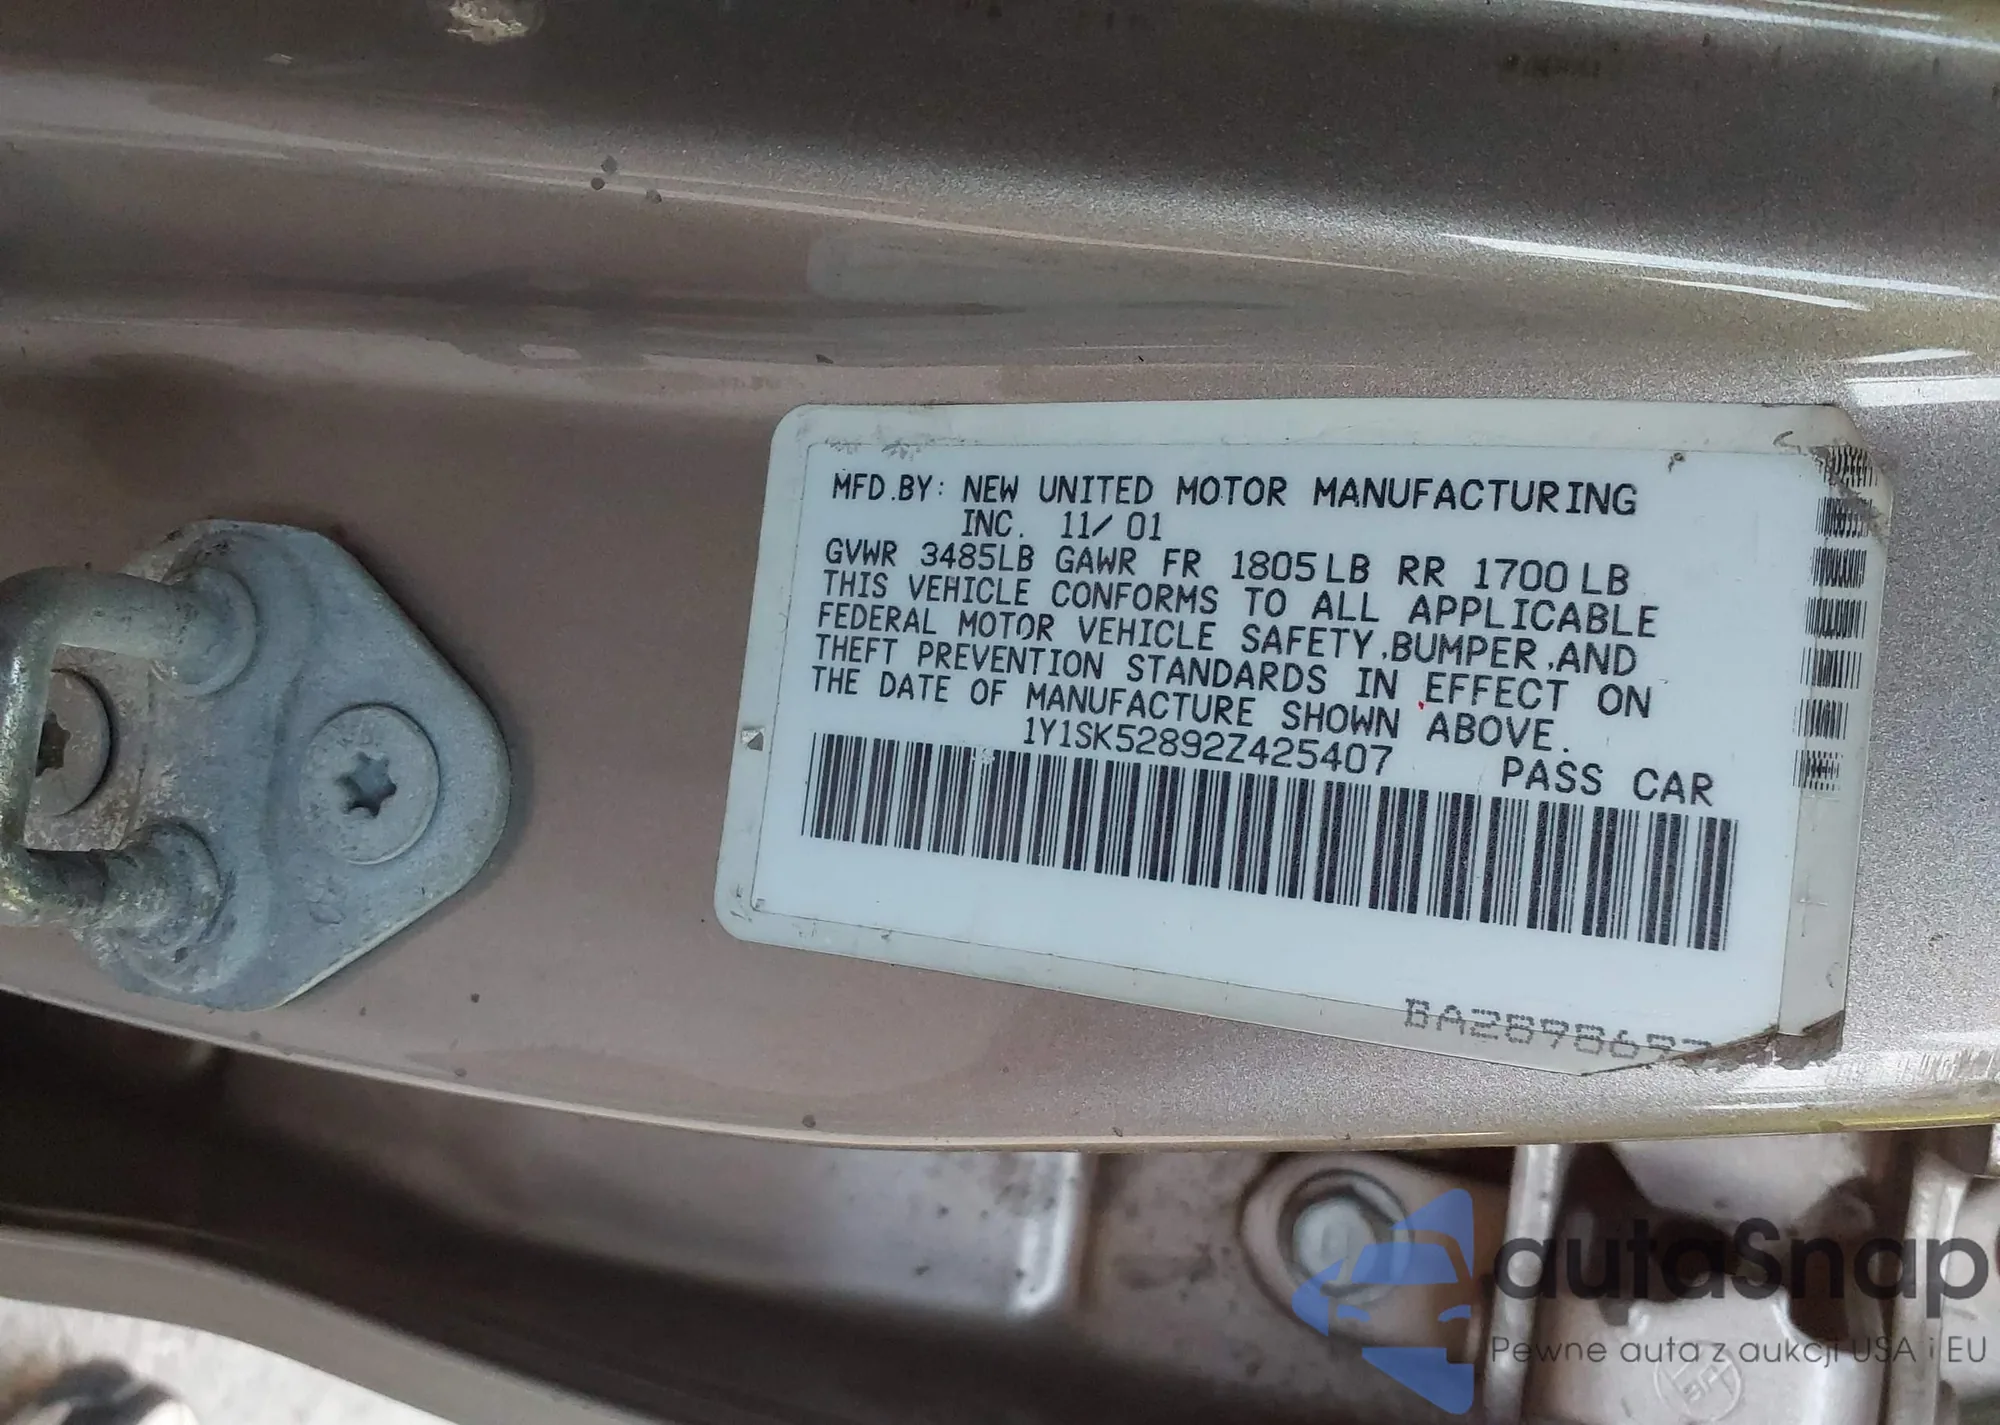 MFD.BY: NEW UNITED MOTOR MANUFACTURING
INC. 11/01
GVWR 3485LB GAWR FR 1805LB RR 1700LB
THIS VEHICLE CONFORMS TO ALL APPLICABLE
FEDERAL MOTOR VEHICLE SAFETY,BUMPER,AND
THEFT PREVENTION STANDARDS IN EFFECT ON
THE DATE OF MANUFACTURE SHOWN ABOVE.
1Y1SK52892Z425407 PASS CAR
autaSnap
Pewne auta z aukcji USA i EU